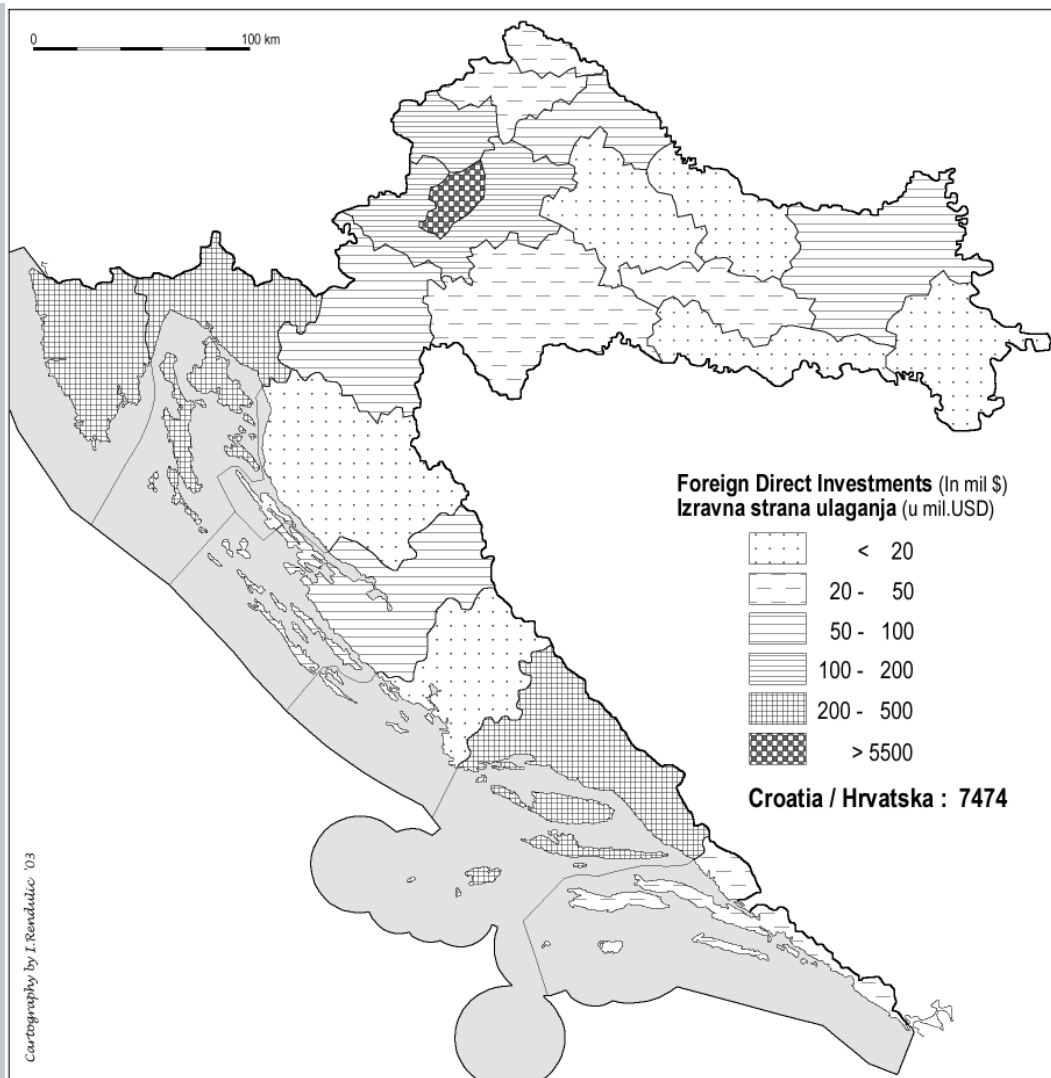 0 100 km
Foreign Direct Investments (In mil $)
Izravna strana ulaganja (u mil.USD)
< 20
20 - 50
50 - 100
100 - 200
200 - 500
> 5500
Croatia / Hrvatska : 7474
Cartography by I.Rendulic '03